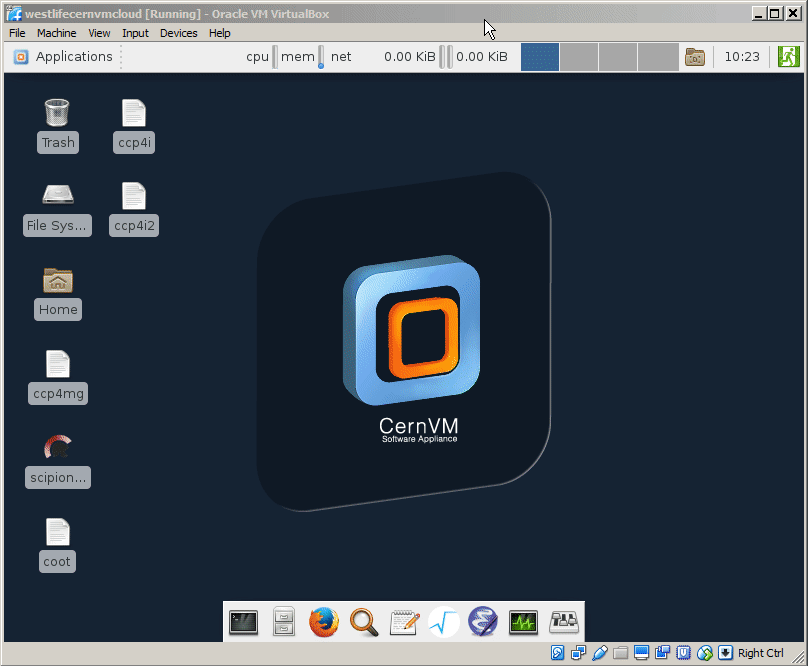 westlifecernvmcloud [Running] - Oracle VM VirtualBox
File Machine View Input Devices Help
Applications cpu mem net 0.00 KiB 0.00 KiB 10:23
Trash ccp4i
File Sys... ccp4i2
Home
ccp4mg
scipion...
coot
CernVM
Software Appliance
Right Ctrl